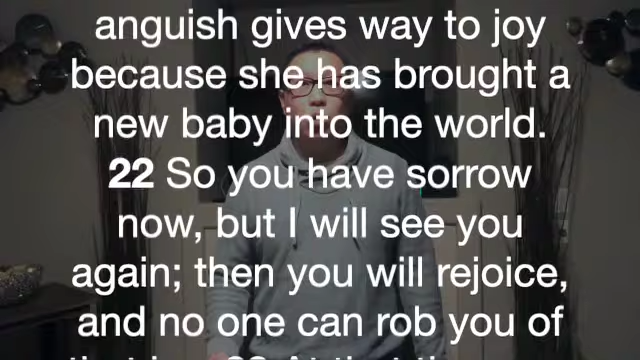 anguish gives way to joy
because she has brought a
new baby into the world.
22 So you have sorrow
now, but I will see you
again; then you will rejoice,
and no one can rob you of